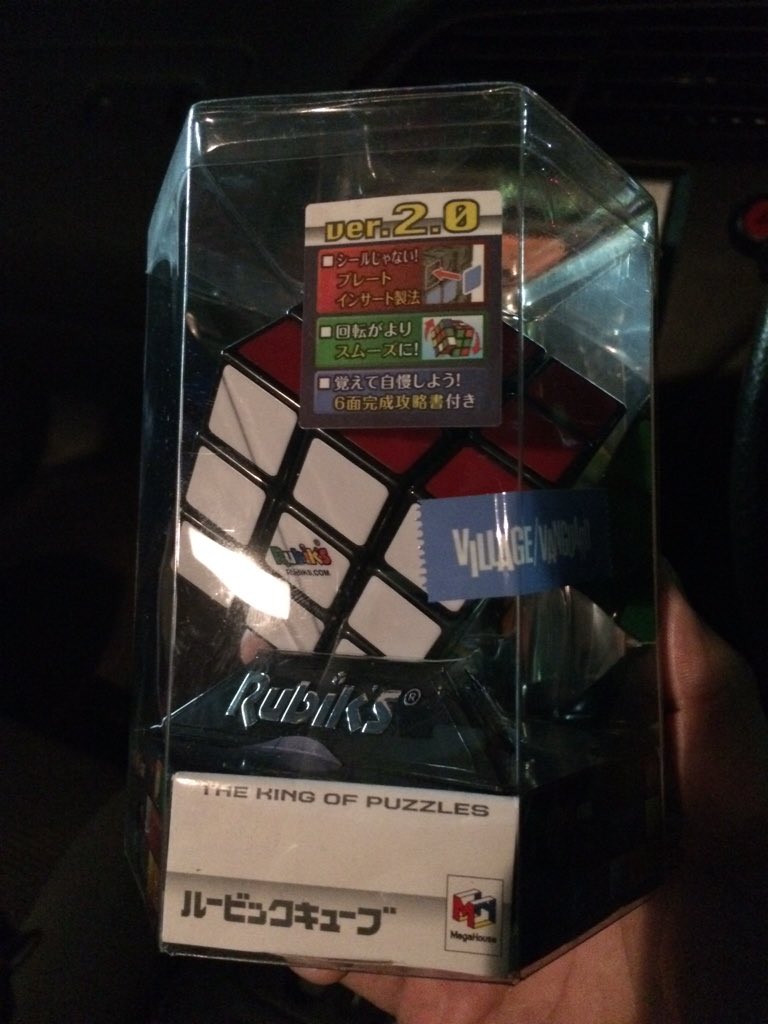 ver.2.0
■シールじゃない!
プレート
インサート製法
■回転がより
スムーズに!
■覚えて自慢しよう!
6面完成攻略書付き
RUBIK'S
RUBIKS.COM
VILLAGE/VANGUARD
Rubik's®
THE KING OF PUZZLES
ルービックキューブ
MegaHouse